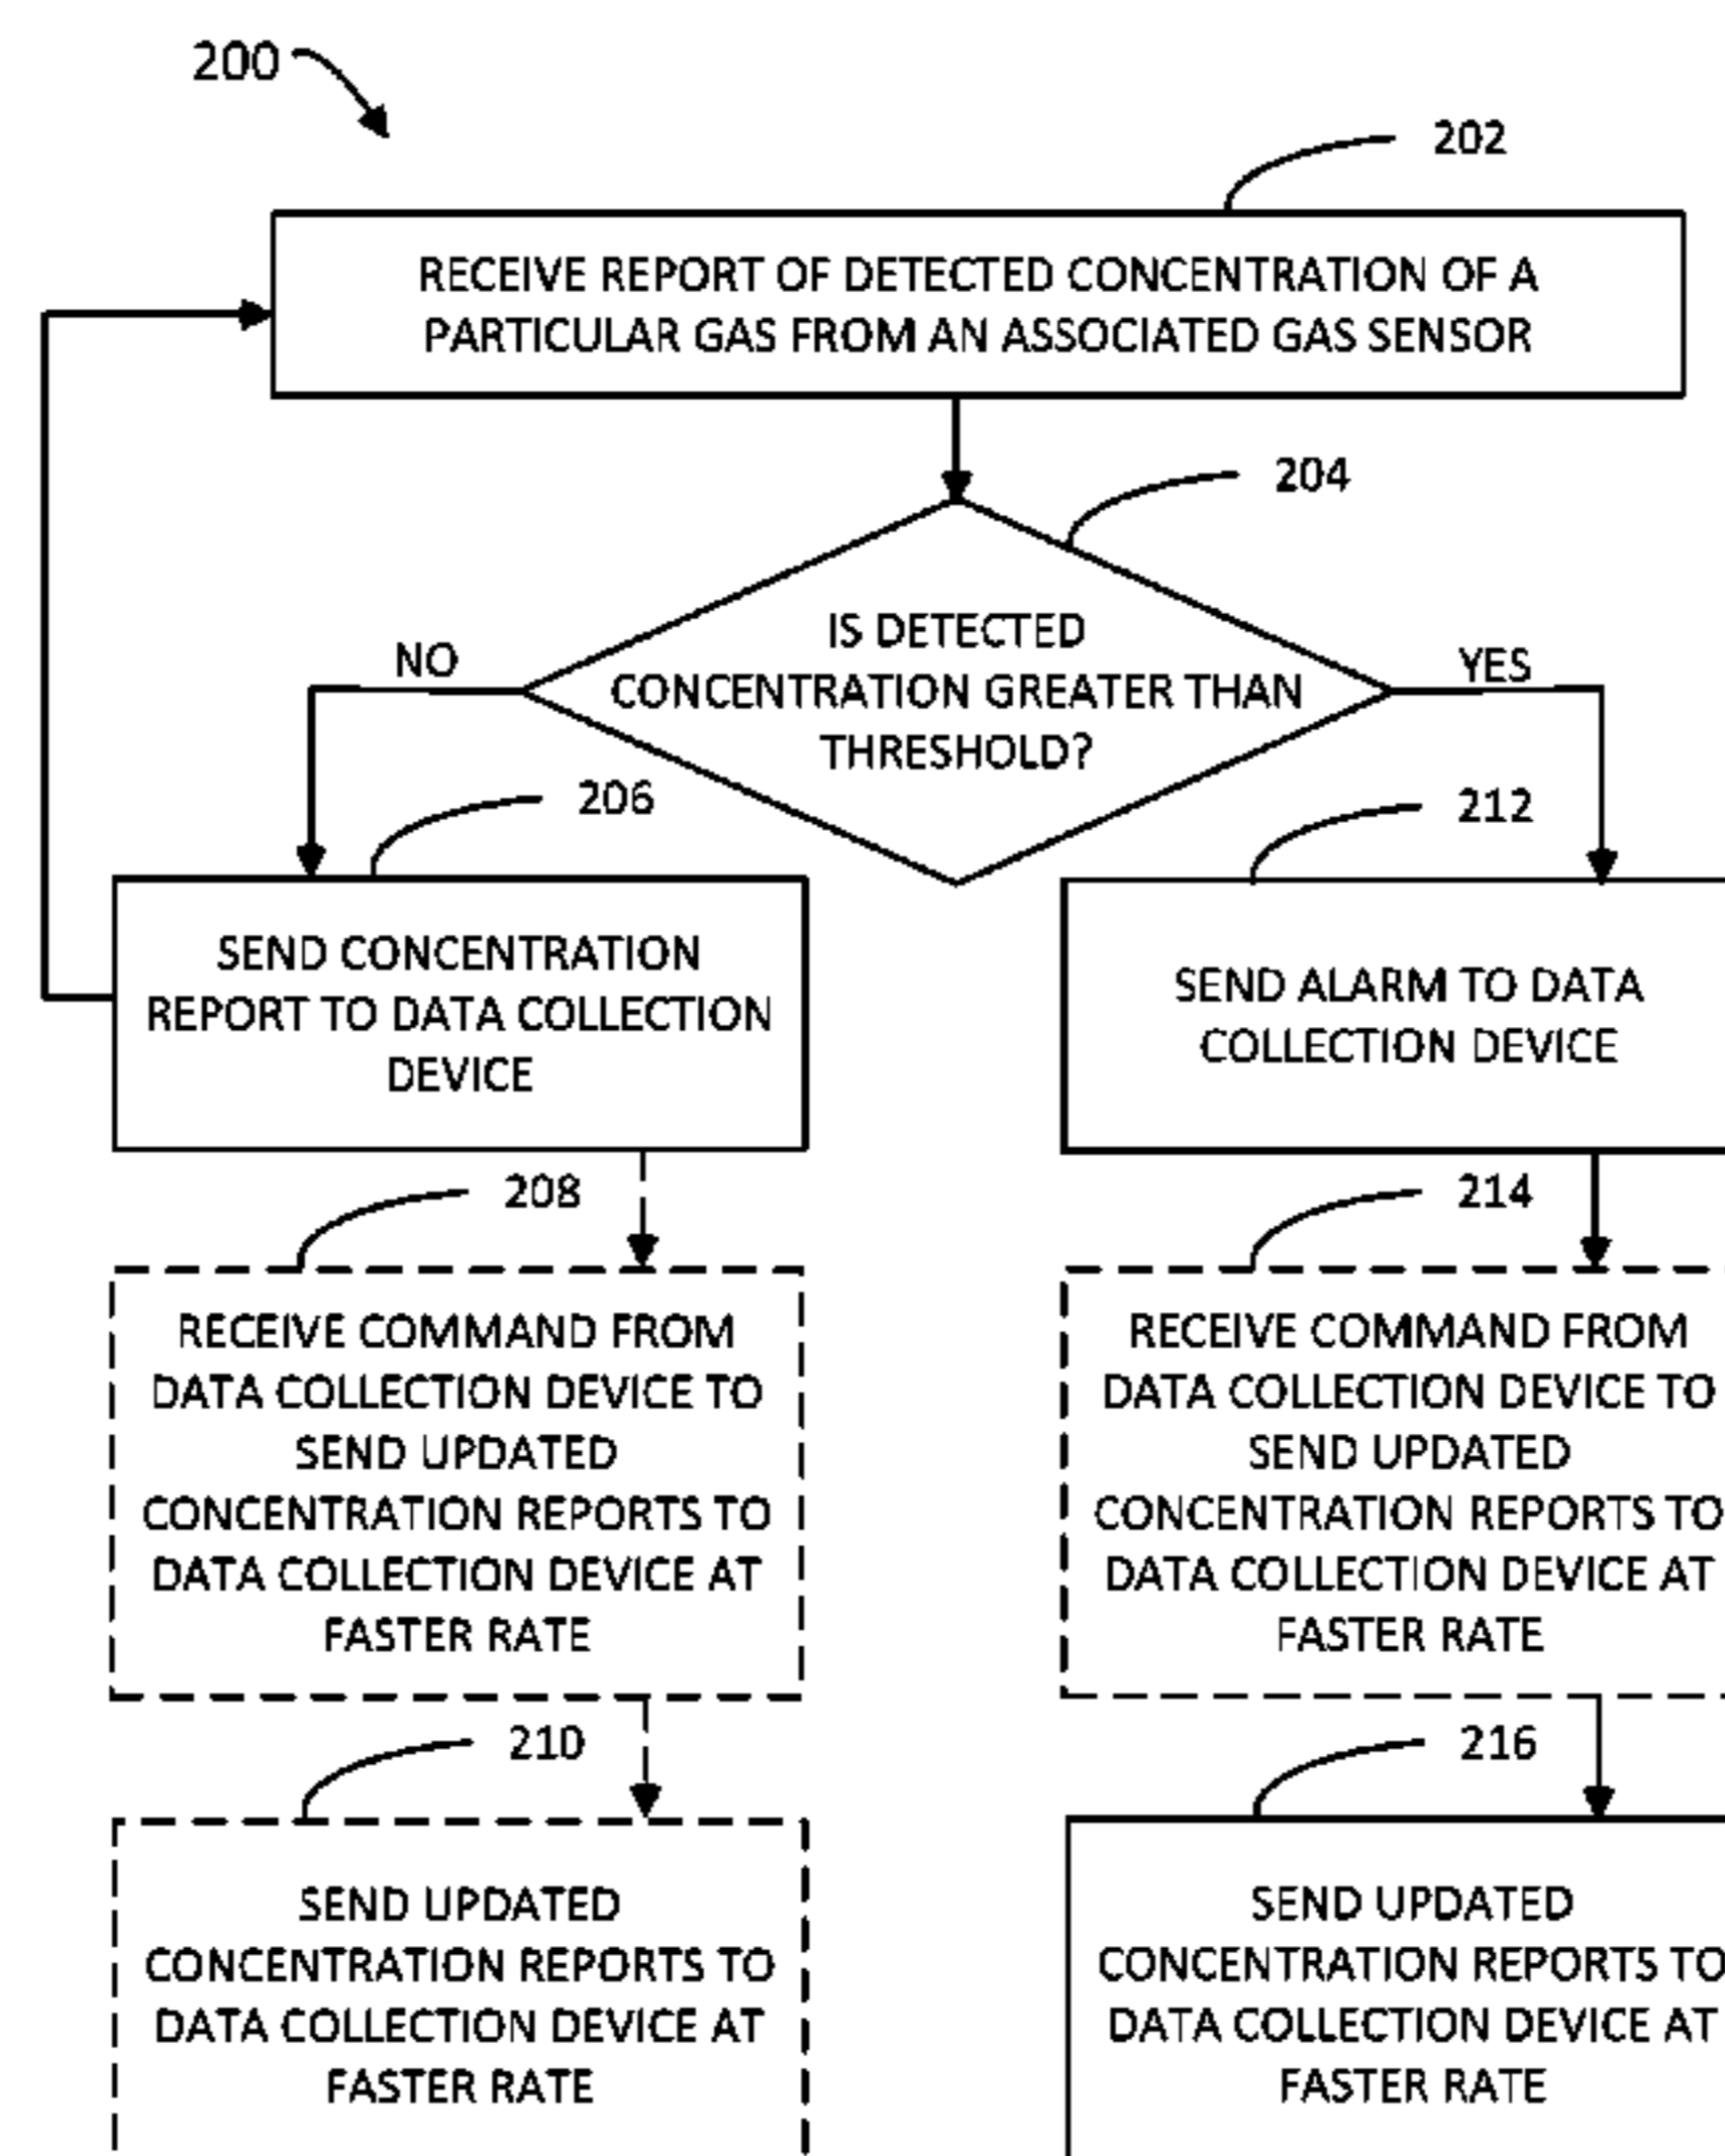 200
202
RECEIVE REPORT OF DETECTED CONCENTRATION OF A
PARTICULAR GAS FROM AN ASSOCIATED GAS SENSOR
204
IS DETECTED
CONCENTRATION GREATER THAN
THRESHOLD?
NO
YES
206
SEND CONCENTRATION
REPORT TO DATA COLLECTION
DEVICE
212
SEND ALARM TO DATA
COLLECTION DEVICE
208
RECEIVE COMMAND FROM
DATA COLLECTION DEVICE TO
SEND UPDATED
CONCENTRATION REPORTS TO
DATA COLLECTION DEVICE AT
FASTER RATE
214
RECEIVE COMMAND FROM
DATA COLLECTION DEVICE TO
SEND UPDATED
CONCENTRATION REPORTS TO
DATA COLLECTION DEVICE AT
FASTER RATE
210
SEND UPDATED
CONCENTRATION REPORTS TO
DATA COLLECTION DEVICE AT
FASTER RATE
216
SEND UPDATED
CONCENTRATION REPORTS TO
DATA COLLECTION DEVICE AT
FASTER RATE